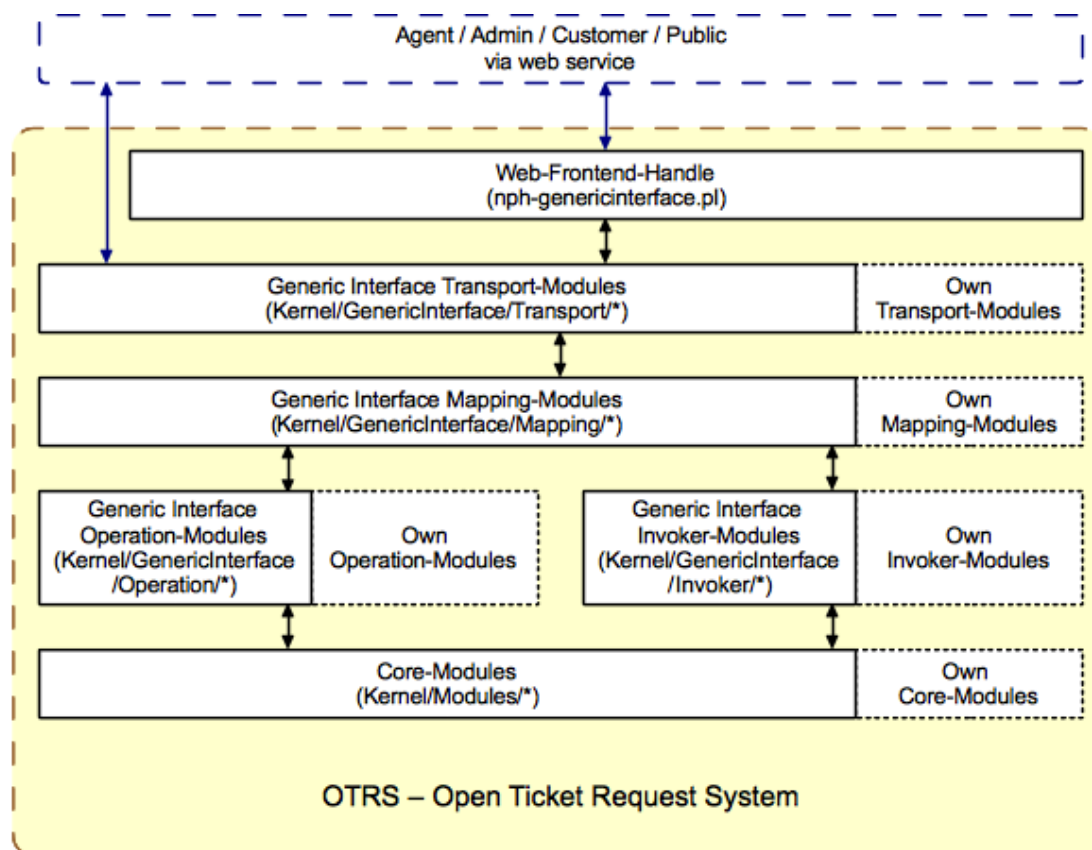 Agent / Admin / Customer / Public
via web service
Web-Frontend-Handle
(nph-genericinterface.pl)
Generic Interface Transport-Modules
(Kernel/GenericInterface/Transport/*)
Own
Transport-Modules
Generic Interface Mapping-Modules
(Kernel/GenericInterface/Mapping/*)
Own
Mapping-Modules
Generic Interface
Operation-Modules
(Kernel/GenericInterface
/Operation/*)
Own
Operation-Modules
Generic Interface
Invoker-Modules
(Kernel/GenericInterface
/Invoker/*)
Own
Invoker-Modules
Core-Modules
(Kernel/Modules/*)
Own
Core-Modules
OTRS – Open Ticket Request System